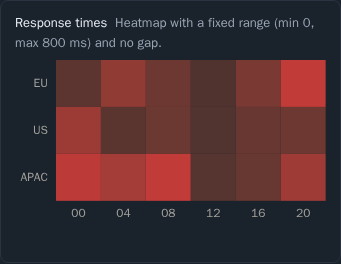 Response times Heatmap with a fixed range (min 0,
max 800 ms) and no gap.
EU
US
APAC
00 04 08 12 16 20